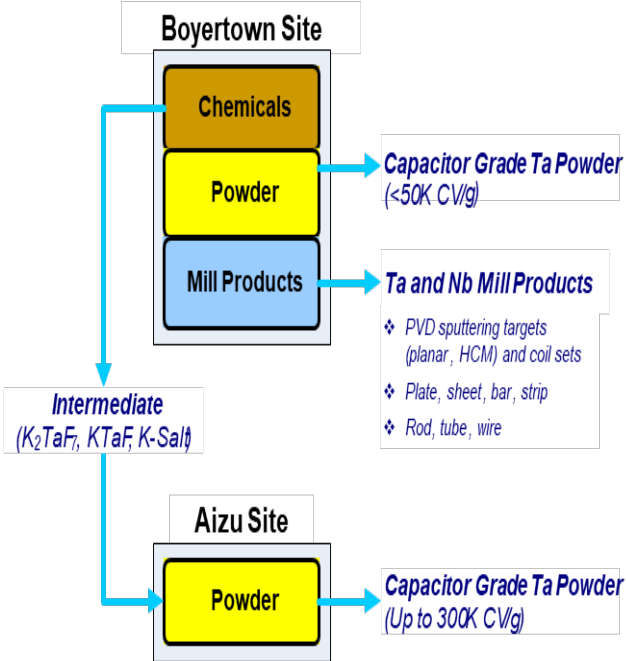 Boyertown Site
Chemicals
Powder
Mill Products
Capacitor Grade Ta Powder
(<50K CV/g)
Ta and Nb Mill Products
❖ PVD sputtering targets
(planar, HCM) and coil sets
❖ Plate, sheet, bar, strip
❖ Rod, tube, wire
Intermediate
(K₂TaF₇, KTaF, K-Salt)
Aizu Site
Powder
Capacitor Grade Ta Powder
(Up to 300K CV/g)